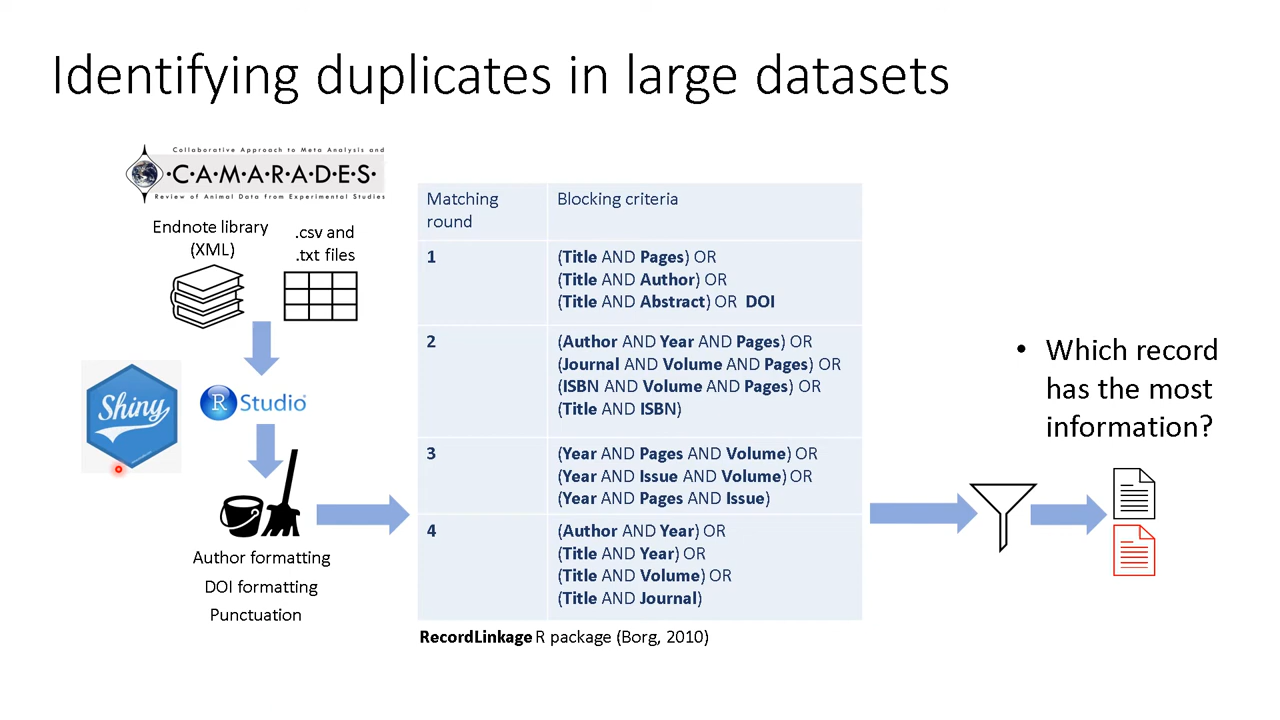 Identifying duplicates in large datasets
Collaborative Approach to Meta Analysis and
·C·A·M·A·R·A·D·E·S·
Review of Animal Data From Experimental Studies
Endnote library
(XML)
.csv and
.txt files
Shiny
R Studio
Author formatting
DOI formatting
Punctuation
Matching
round
Blocking criteria
1
(Title AND Pages) OR
(Title AND Author) OR
(Title AND Abstract) OR DOI
2
(Author AND Year AND Pages) OR
(Journal AND Volume AND Pages) OR
(ISBN AND Volume AND Pages) OR
(Title AND ISBN)
3
(Year AND Pages AND Volume) OR
(Year AND Issue AND Volume) OR
(Year AND Pages AND Issue)
4
(Author AND Year) OR
(Title AND Year) OR
(Title AND Volume) OR
(Title AND Journal)
RecordLinkage R package (Borg, 2010)
• Which record
has the most
information?